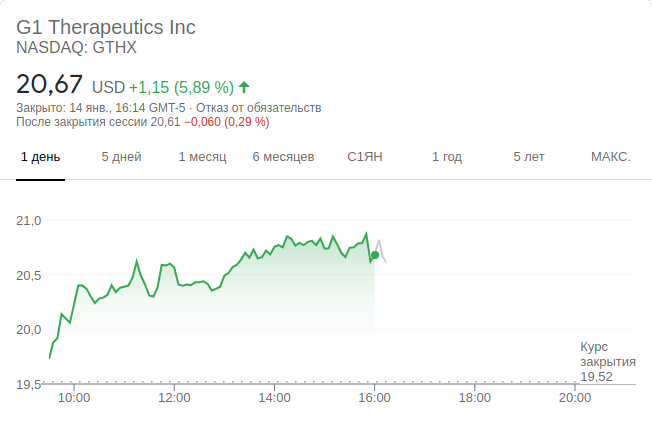 G1 Therapeutics Inc
NASDAQ: GTHX
20,67 USD +1,15 (5,89 %)
Закрыто: 14 янв., 16:14 GMT-5 · Отказ от обязательств
После закрытия сессии 20,61 −0,060 (0,29 %)
1 день 5 дней 1 месяц 6 месяцев С1ЯН 1 год 5 лет МАКС.
21,0
20,5
20,0
Курс
закрытия
19,52
19,5
10:00 12:00 14:00 16:00 18:00 20:00